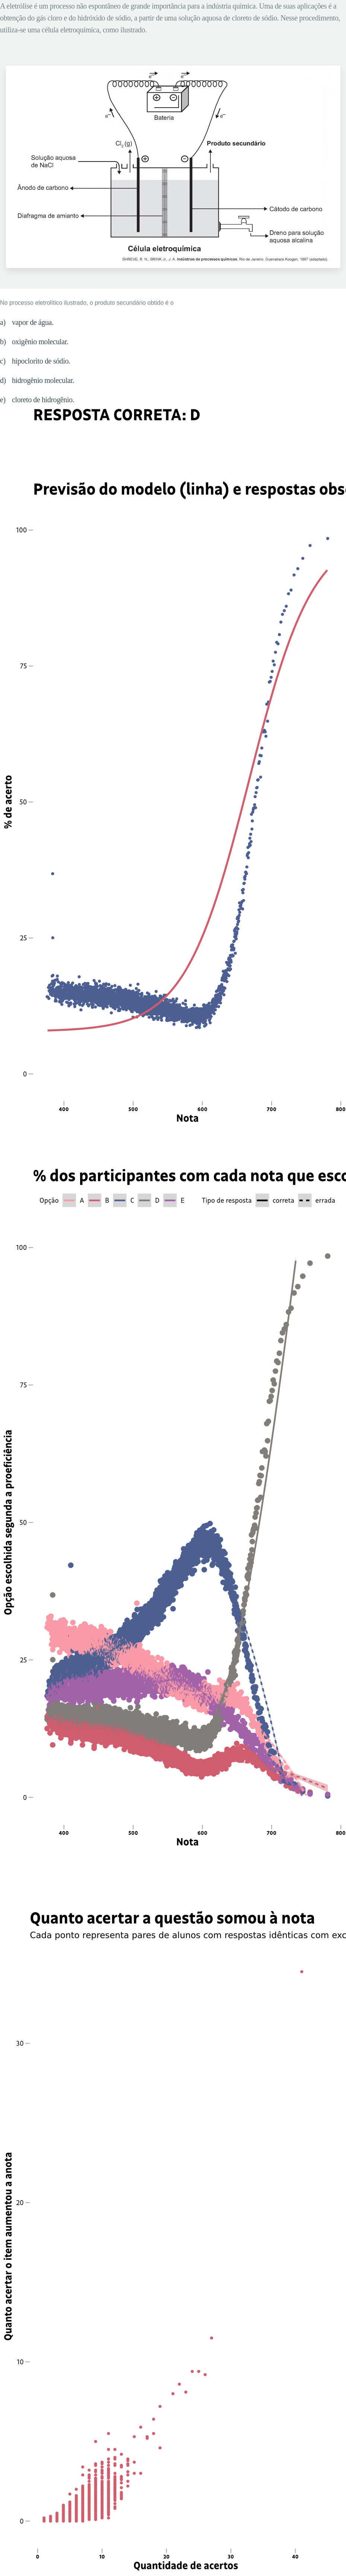 A eletrólise é um processo não espontâneo de grande importância para a indústria química. Uma de suas aplicações é a
obtenção do gás cloro e do hidróxido de sódio, a partir de uma solução aquosa de cloreto de sódio. Nesse procedimento,
utiliza-se uma célula eletroquímica, como ilustrado.
e⁻ e⁻
+ −
Bateria
e⁻ e⁻
Cl₂ (g)
Produto secundário
+ −
Solução aquosa
de NaCl
Ânodo de carbono
Diafragma de amianto
Cátodo de carbono
Dreno para solução
aquosa alcalina
Célula eletroquímica
SHREVE, R. N.; BRINK Jr., J. A. Indústrias de processos químicos. Rio de Janeiro: Guanabara Koogan, 1997 (adaptado).
No processo eletrolítico ilustrado, o produto secundário obtido é o
a) vapor de água.
b) oxigênio molecular.
c) hipoclorito de sódio.
d) hidrogênio molecular.
e) cloreto de hidrogênio.
RESPOSTA CORRETA: D
Previsão do modelo (linha) e respostas obs
% de acerto
100
75
50
25
0
400 500 600 700 800
Nota
% dos participantes com cada nota que esco
Opção A B C D E Tipo de resposta correta errada
Opção escolhida segunda a proeficiência
100
75
50
25
0
400 500 600 700 800
Nota
Quanto acertar a questão somou à nota
Cada ponto representa pares de alunos com respostas idênticas com exc
Quanto acertar o item aumentou a anota
30
20
10
0
0 10 20 30 40
Quantidade de acertos